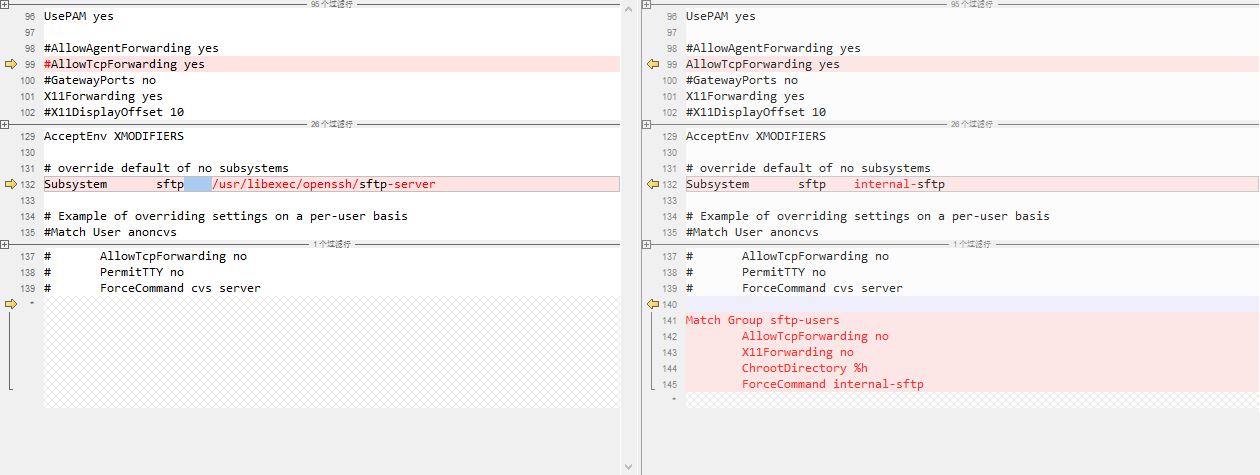 95个过滤行
96 UsePAM yes
97
98 #AllowAgentForwarding yes
99 #AllowTcpForwarding yes
100 #GatewayPorts no
101 X11Forwarding yes
102 #X11DisplayOffset 10
26个过滤行
129 AcceptEnv XMODIFIERS
130
131 # override default of no subsystems
132 Subsystem sftp /usr/libexec/openssh/sftp-server
133
134 # Example of overriding settings on a per-user basis
135 #Match User anoncvs
1个过滤行
137 # AllowTcpForwarding no
138 # PermitTTY no
139 # ForceCommand cvs server
95个过滤行
96 UsePAM yes
97
98 #AllowAgentForwarding yes
99 AllowTcpForwarding yes
100 #GatewayPorts no
101 X11Forwarding yes
102 #X11DisplayOffset 10
26个过滤行
129 AcceptEnv XMODIFIERS
130
131 # override default of no subsystems
132 Subsystem sftp internal-sftp
133
134 # Example of overriding settings on a per-user basis
135 #Match User anoncvs
1个过滤行
137 # AllowTcpForwarding no
138 # PermitTTY no
139 # ForceCommand cvs server
140
141 Match Group sftp-users
142 AllowTcpForwarding no
143 X11Forwarding no
144 ChrootDirectory %h
145 ForceCommand internal-sftp